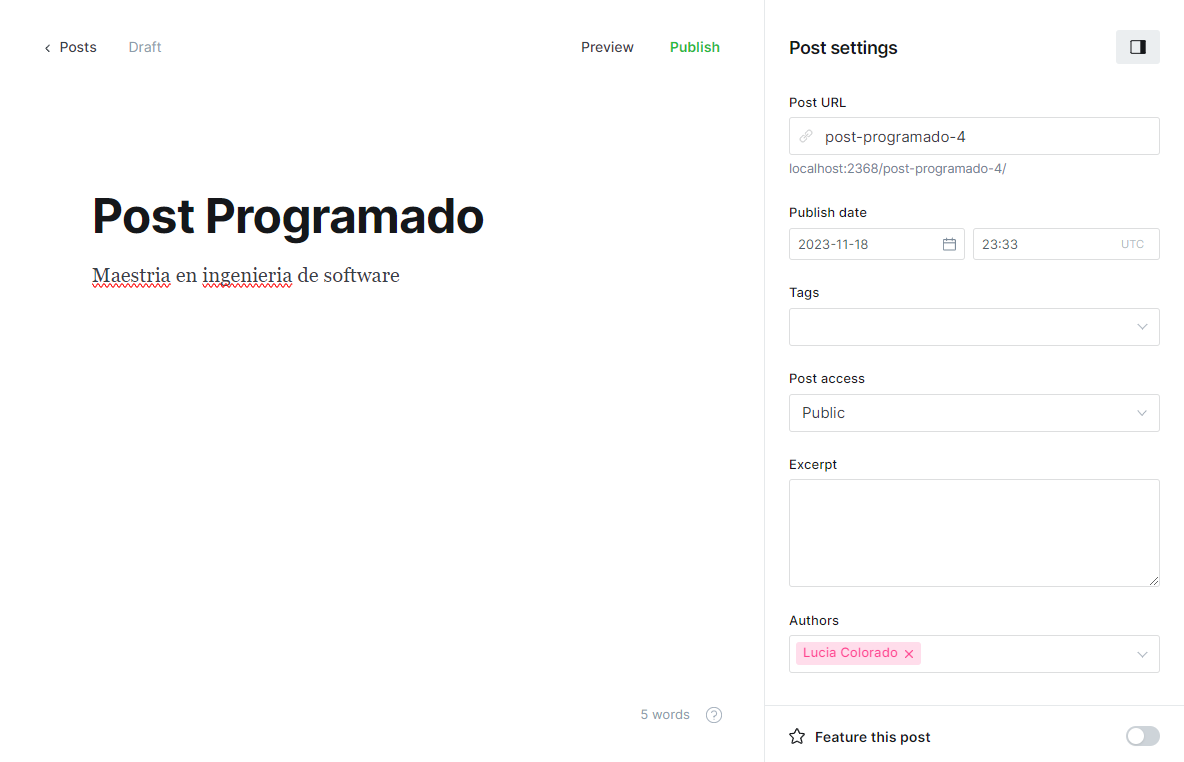 Posts Draft Preview Publish
Post Programado
Maestria en ingenieria de software
5 words
Post settings
Post URL
post-programado-4
localhost:2368/post-programado-4/
Publish date
2023-11-18 23:33 UTC
Tags
Post access
Public
Excerpt
Authors
Lucia Colorado
Feature this post